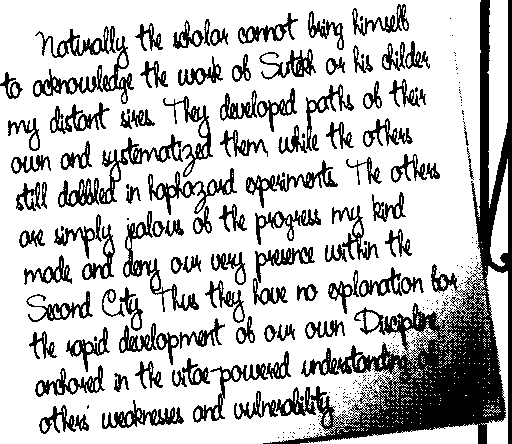 Naturally the scholar cannot bring himself
to acknowledge the work of Sutekh or his childer
my distant sires. They developed paths of their
own and systematized them, while the others
still dabbled in haphazard experiments. The others
are simply jealous of the progress my kind
made, and deny our very presence within the
Second City. Thus they have no explanation for
the rapid development of our own Discipline,
anchored in the vitae-powered understanding of
others' weaknesses and vulnerability.